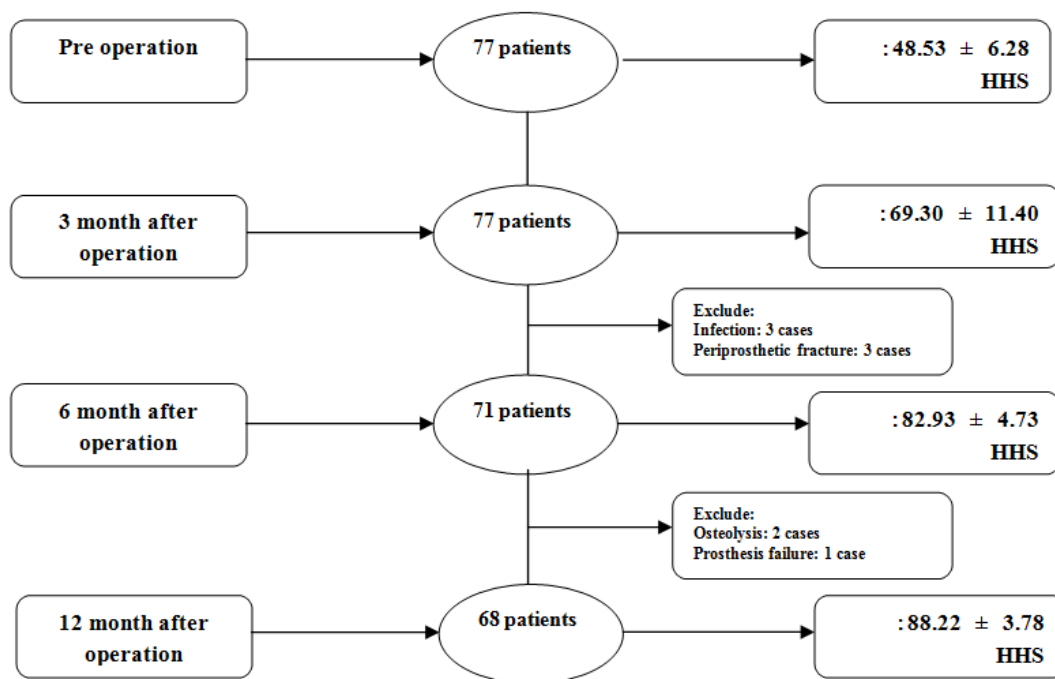 Pre operation
77 patients
:48.53 ± 6.28
HHS
3 month after
operation
77 patients
:69.30 ± 11.40
HHS
Exclude:
Infection: 3 cases
Periprosthetic fracture: 3 cases
6 month after
operation
71 patients
:82.93 ± 4.73
HHS
Exclude:
Osteolysis: 2 cases
Prosthesis failure: 1 case
12 month after
operation
68 patients
:88.22 ± 3.78
HHS